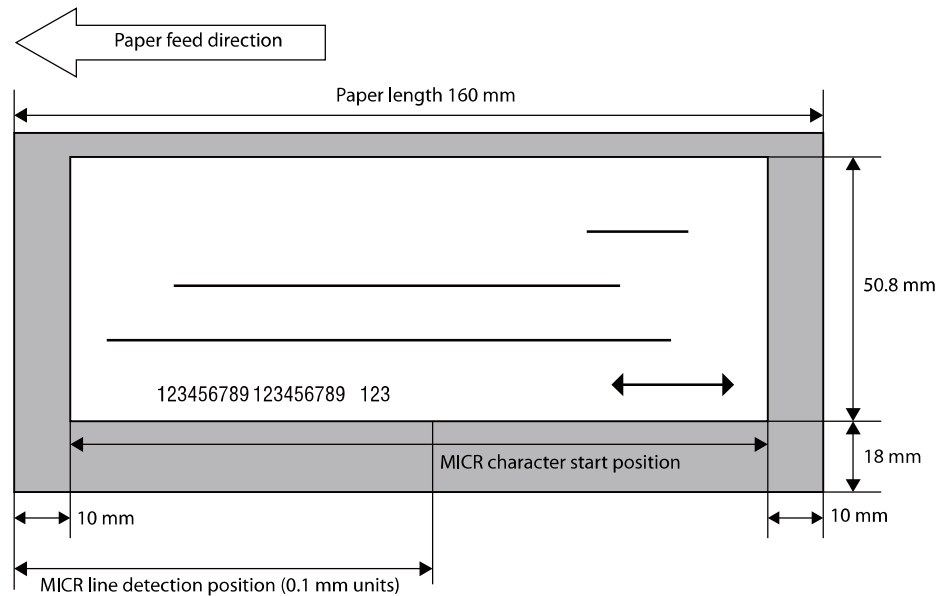 Paper feed direction
Paper length 160 mm
50.8 mm
123456789 123456789 123
MICR character start position
18 mm
10 mm
10 mm
MICR line detection position (0.1 mm units)